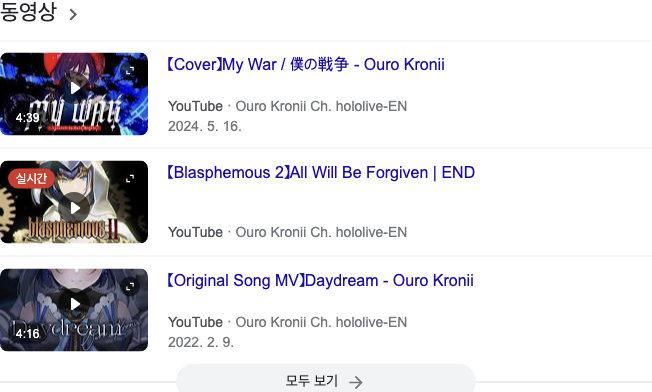 동영상
my war
4:39
【Cover】My War / 僕の戦争 - Ouro Kronii
YouTube · Ouro Kronii Ch. hololive-EN
2024. 5. 16.
실시간
blasphemous II
【Blasphemous 2】All Will Be Forgiven | END
YouTube · Ouro Kronii Ch. hololive-EN
Daydream
4:16
【Original Song MV】Daydream - Ouro Kronii
YouTube · Ouro Kronii Ch. hololive-EN
2022. 2. 9.
모두 보기